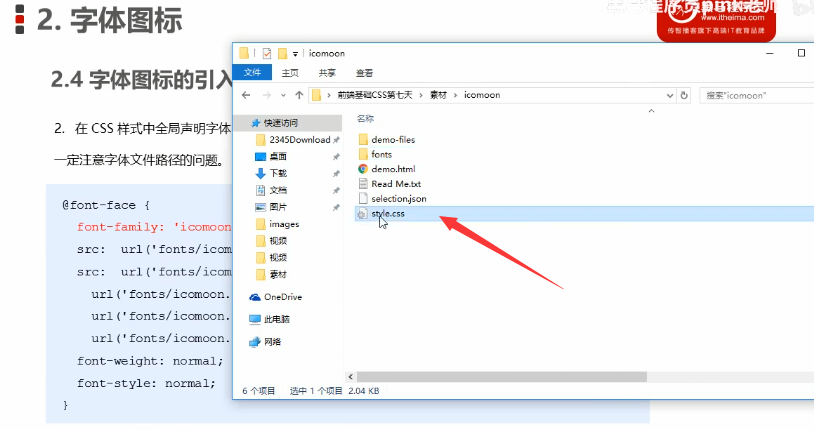 2. 字体图标
pink老师
www.itheima.com
传智播客旗下高端IT教育品牌
2.4 字体图标的引入
2. 在 CSS 样式中全局声明字体
一定注意字体文件路径的问题。
@font-face {
font-family: 'icomoon
src: url('fonts/icom
src: url('fonts/icom
url('fonts/icomoon.
url('fonts/icomoon.
url('fonts/icomoon.
font-weight: normal;
font-style: normal;
}
icomoon
文件 主页 共享 查看
前端基础CSS第七天 › 素材 › icomoon
搜索"icomoon"
快速访问
2345Download
桌面
下载
文档
图片
images
视频
视频
素材
OneDrive
此电脑
网络
名称
demo-files
fonts
demo.html
Read Me.txt
selection.json
style.css
6 个项目 选中 1 个项目 2.04 KB